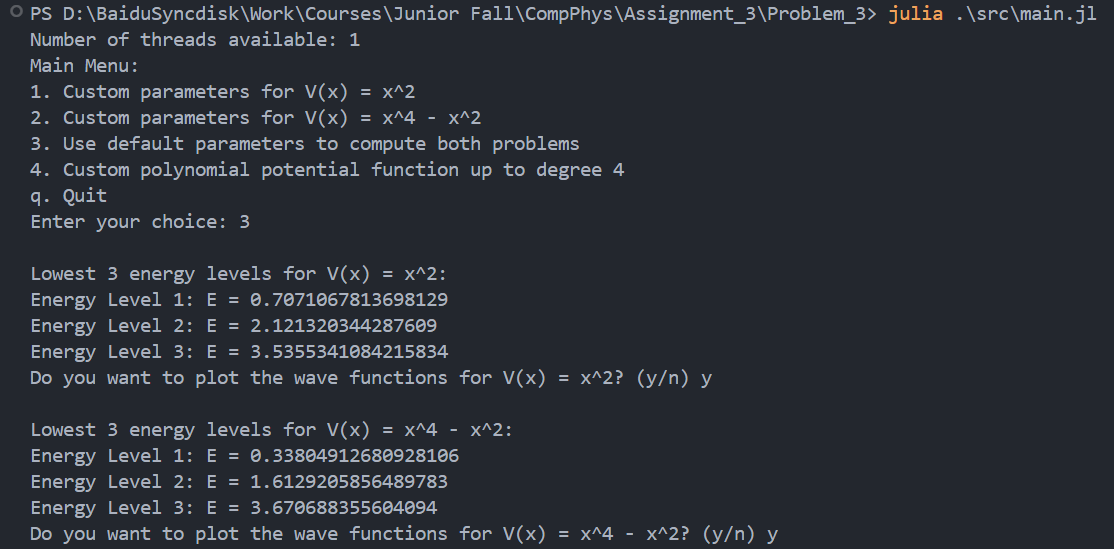 PS D:\BaiduSyncdisk\Work\Courses\Junior Fall\CompPhys\Assignment_3\Problem_3> julia .\src\main.jl
Number of threads available: 1
Main Menu:
1. Custom parameters for V(x) = x^2
2. Custom parameters for V(x) = x^4 - x^2
3. Use default parameters to compute both problems
4. Custom polynomial potential function up to degree 4
q. Quit
Enter your choice: 3
Lowest 3 energy levels for V(x) = x^2:
Energy Level 1: E = 0.7071067813698129
Energy Level 2: E = 2.121320344287609
Energy Level 3: E = 3.5355341084215834
Do you want to plot the wave functions for V(x) = x^2? (y/n) y
Lowest 3 energy levels for V(x) = x^4 - x^2:
Energy Level 1: E = 0.33804912680928106
Energy Level 2: E = 1.6129205856489783
Energy Level 3: E = 3.670688355604094
Do you want to plot the wave functions for V(x) = x^4 - x^2? (y/n) y